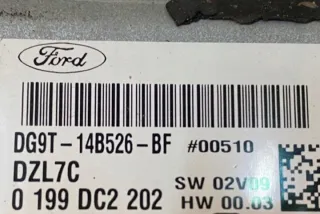 Ford
DG9T-14B526-BF #00510
DZL7C
SW 02V09
0 199 DC2 202
HW 00.03